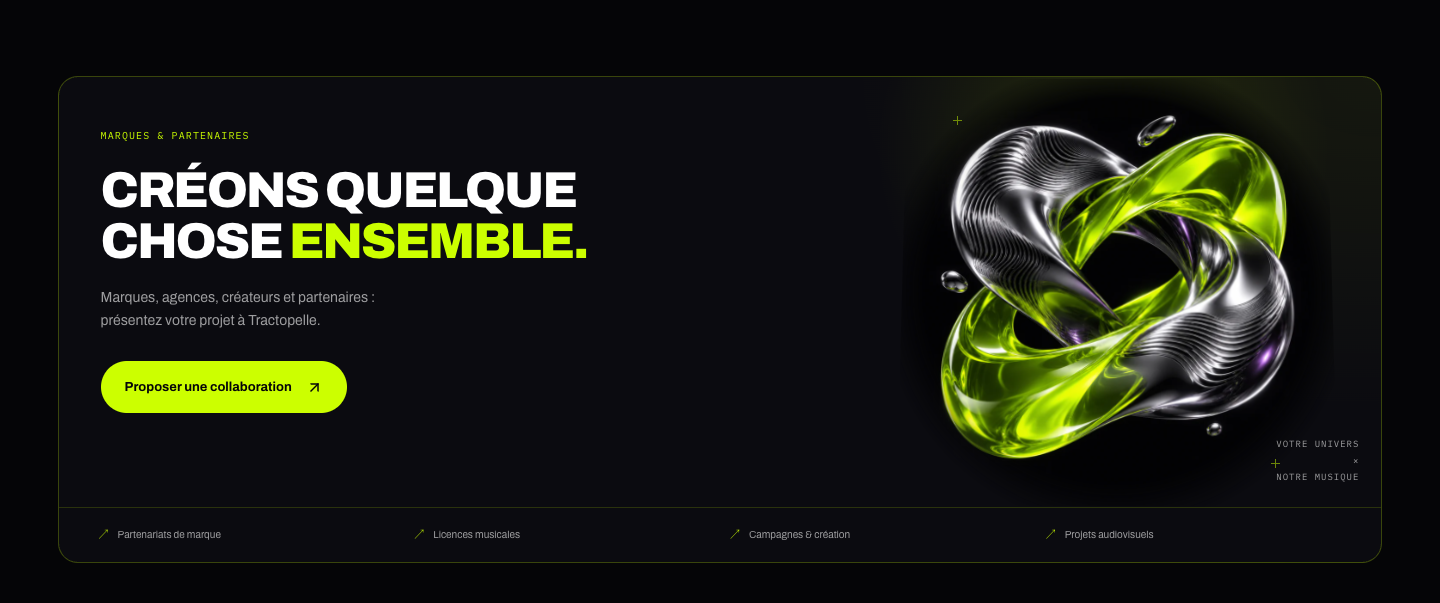 MARQUES & PARTENAIRES
CRÉONS QUELQUE
CHOSE ENSEMBLE.
Marques, agences, créateurs et partenaires :
présentez votre projet à Tractopelle.
Proposer une collaboration
VOTRE UNIVERS
×
NOTRE MUSIQUE
Partenariats de marque
Licences musicales
Campagnes & création
Projets audiovisuels